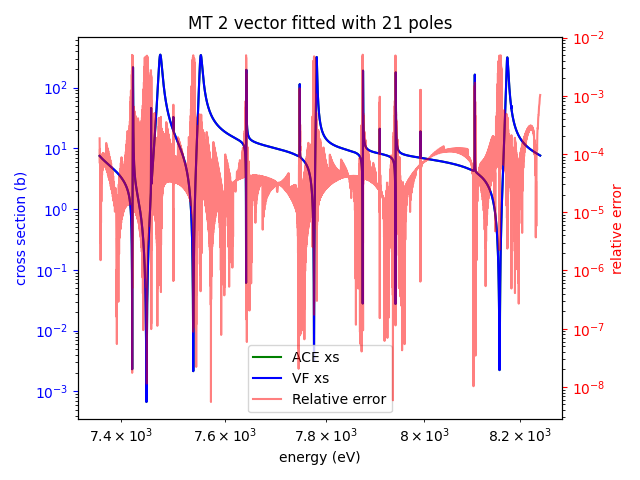 MT 2 vector fitted with 21 poles
cross section (b)
10²
10¹
10⁰
10⁻¹
10⁻²
10⁻³
10⁻²
10⁻³
10⁻⁴
10⁻⁵
10⁻⁶
10⁻⁷
10⁻⁸
relative error
ACE xs
VF xs
Relative error
7.4 × 10³ 7.6 × 10³ 7.8 × 10³ 8 × 10³ 8.2 × 10³
energy (eV)